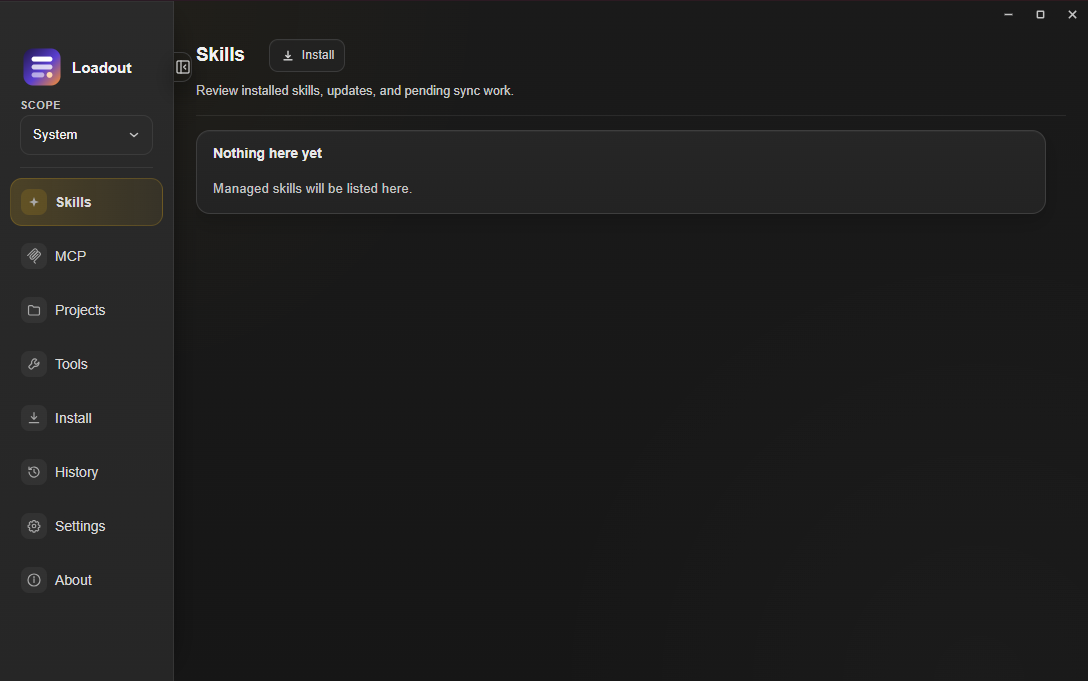 Loadout
SCOPE
System
Skills
MCP
Projects
Tools
Install
History
Settings
About
Skills
Install
Review installed skills, updates, and pending sync work.
Nothing here yet
Managed skills will be listed here.